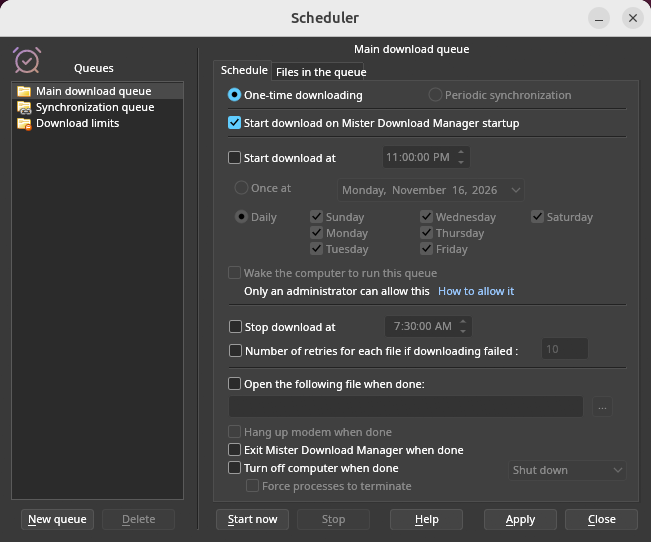 Scheduler
Main download queue
Queues
Main download queue
Synchronization queue
Download limits
Schedule
Files in the queue
One-time downloading
Periodic synchronization
Start download on Mister Download Manager startup
Start download at
11:00:00 PM
Once at
Monday, November 16, 2026
Daily
Sunday
Wednesday
Saturday
Monday
Thursday
Tuesday
Friday
Wake the computer to run this queue
Only an administrator can allow this How to allow it
Stop download at
7:30:00 AM
Number of retries for each file if downloading failed :
10
Open the following file when done:
...
Hang up modem when done
Exit Mister Download Manager when done
Turn off computer when done
Shut down
Force processes to terminate
New queue
Delete
Start now
Stop
Help
Apply
Close